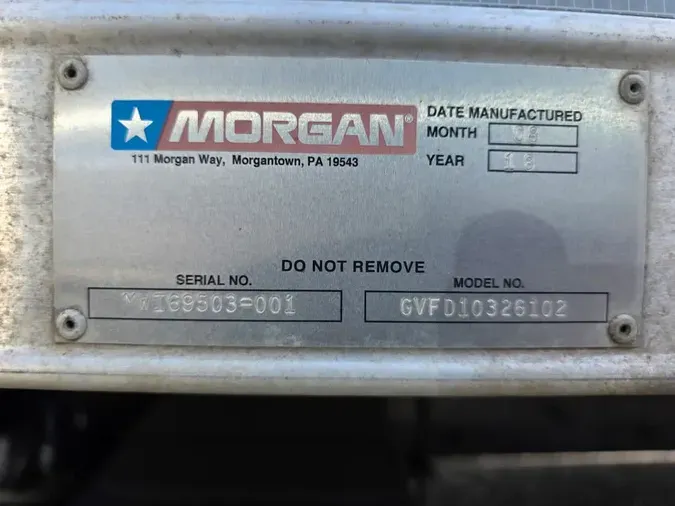 MORGAN®
111 Morgan Way, Morgantown, PA 19543
DATE MANUFACTURED
MONTH
YEAR 18
DO NOT REMOVE
SERIAL NO.
MODEL NO.
GVFD10326102